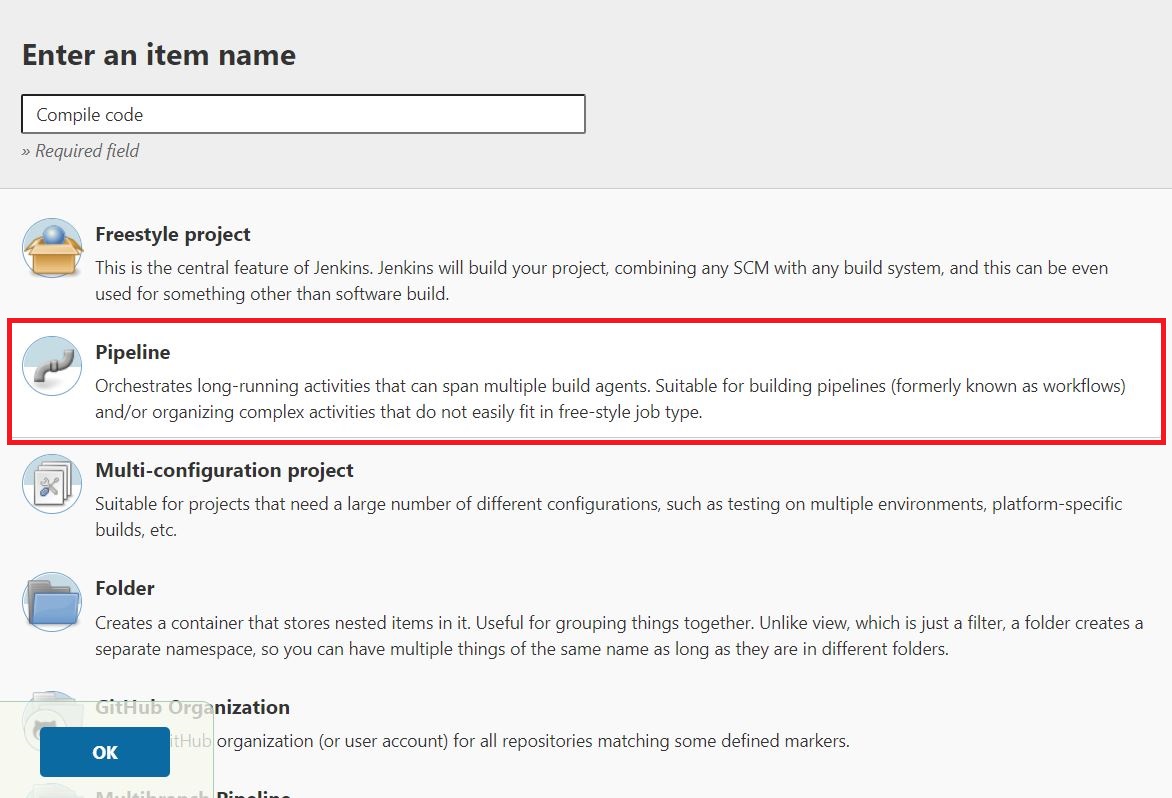 Enter an item name
Compile code
» Required field
Freestyle project
This is the central feature of Jenkins. Jenkins will build your project, combining any SCM with any build system, and this can be even
used for something other than software build.
Pipeline
Orchestrates long-running activities that can span multiple build agents. Suitable for building pipelines (formerly known as workflows)
and/or organizing complex activities that do not easily fit in free-style job type.
Multi-configuration project
Suitable for projects that need a large number of different configurations, such as testing on multiple environments, platform-specific
builds, etc.
Folder
Creates a container that stores nested items in it. Useful for grouping things together. Unlike view, which is just a filter, a folder creates a
separate namespace, so you can have multiple things of the same name as long as they are in different folders.
GitHub Organization
itHub organization (or user account) for all repositories matching some defined markers.
OK
Multibranch Pipeline